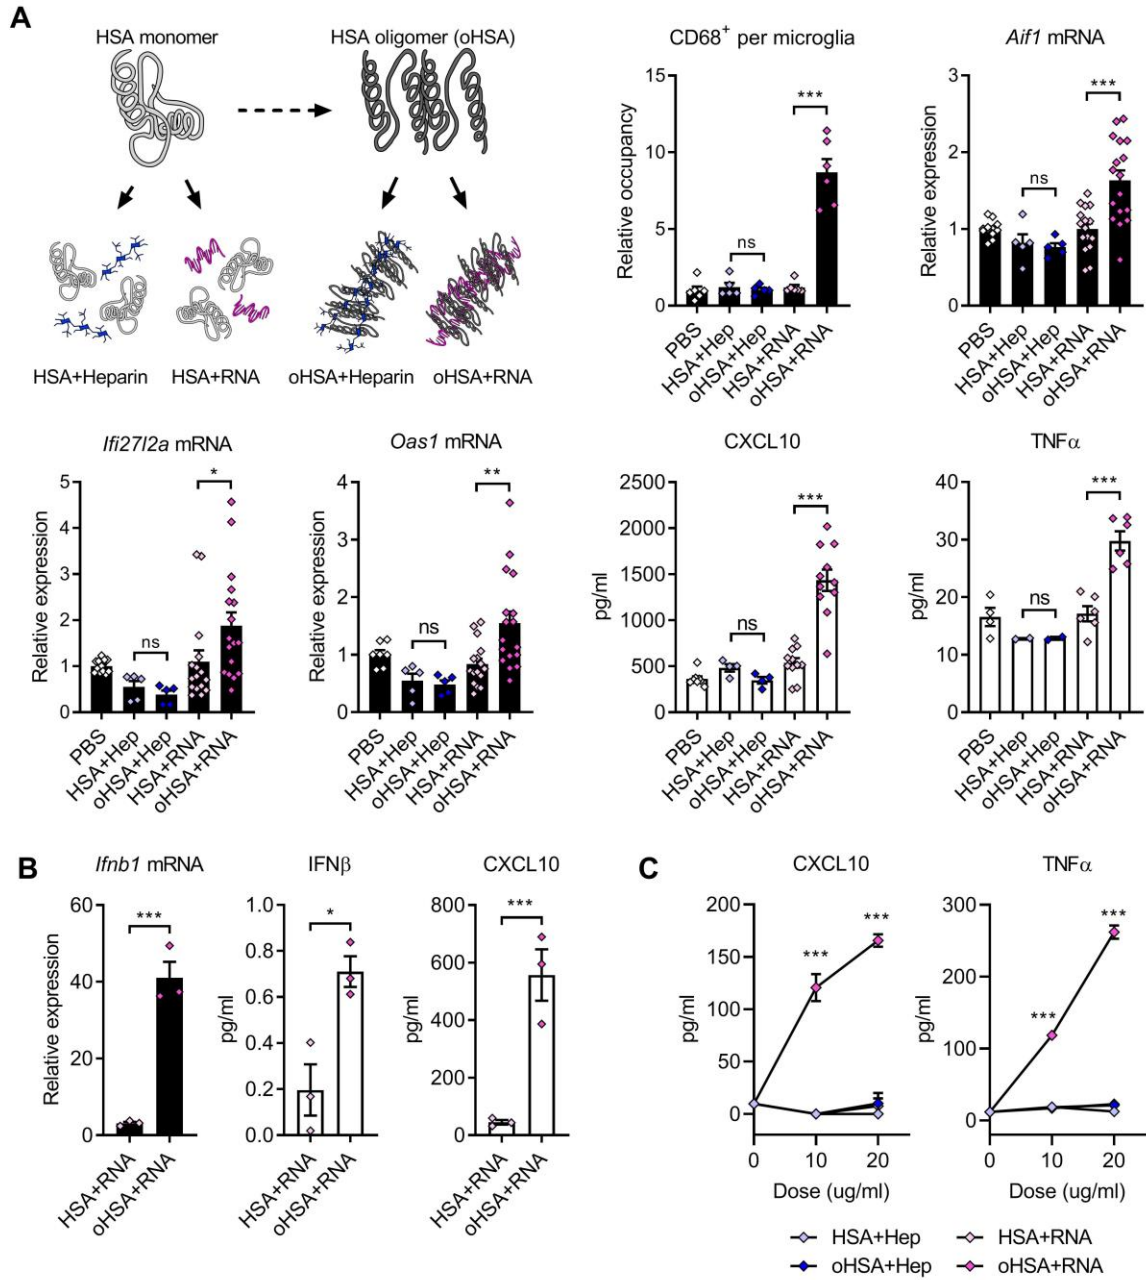 A
HSA monomer
HSA oligomer (oHSA)
HSA+Heparin
HSA+RNA
oHSA+Heparin
oHSA+RNA
CD68+ per microglia
Relative occupancy
15
10
5
0
ns
***
PBS
HSA+Hep
oHSA+Hep
HSA+RNA
oHSA+RNA
Aif1 mRNA
Relative expression
3
2
1
0
ns
***
PBS
HSA+Hep
oHSA+Hep
HSA+RNA
oHSA+RNA
Ifi27l2a mRNA
Relative expression
5
4
3
2
1
0
ns
*
PBS
HSA+Hep
oHSA+Hep
HSA+RNA
oHSA+RNA
Oas1 mRNA
Relative expression
4
3
2
1
0
ns
**
PBS
HSA+Hep
oHSA+Hep
HSA+RNA
oHSA+RNA
CXCL10
pg/ml
2500
2000
1500
1000
500
0
ns
***
PBS
HSA+Hep
oHSA+Hep
HSA+RNA
oHSA+RNA
TNFα
pg/ml
40
30
20
10
0
ns
***
PBS
HSA+Hep
oHSA+Hep
HSA+RNA
oHSA+RNA
B
Ifnb1 mRNA
Relative expression
60
40
20
0
***
HSA+RNA
oHSA+RNA
IFNβ
pg/ml
1.0
0.8
0.6
0.4
0.2
0.0
*
HSA+RNA
oHSA+RNA
CXCL10
pg/ml
800
600
400
200
0
***
HSA+RNA
oHSA+RNA
C
CXCL10
pg/ml
200
150
100
50
0
***
***
0 10 20
Dose (ug/ml)
TNFα
pg/ml
300
200
100
0
***
***
0 10 20
Dose (ug/ml)
HSA+Hep
HSA+RNA
oHSA+Hep
oHSA+RNA